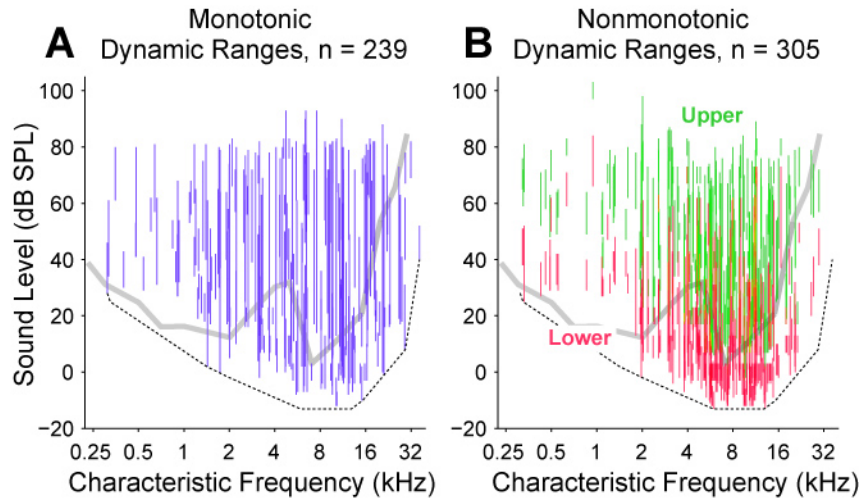 A
Monotonic
Dynamic Ranges, n = 239
B
Nonmonotonic
Dynamic Ranges, n = 305
Sound Level (dB SPL)
100
80
60
40
20
0
−20
0.25 0.5 1 2 4 8 16 32
Characteristic Frequency (kHz)
Upper
Lower
100
80
60
40
20
0
−20
0.25 0.5 1 2 4 8 16 32
Characteristic Frequency (kHz)